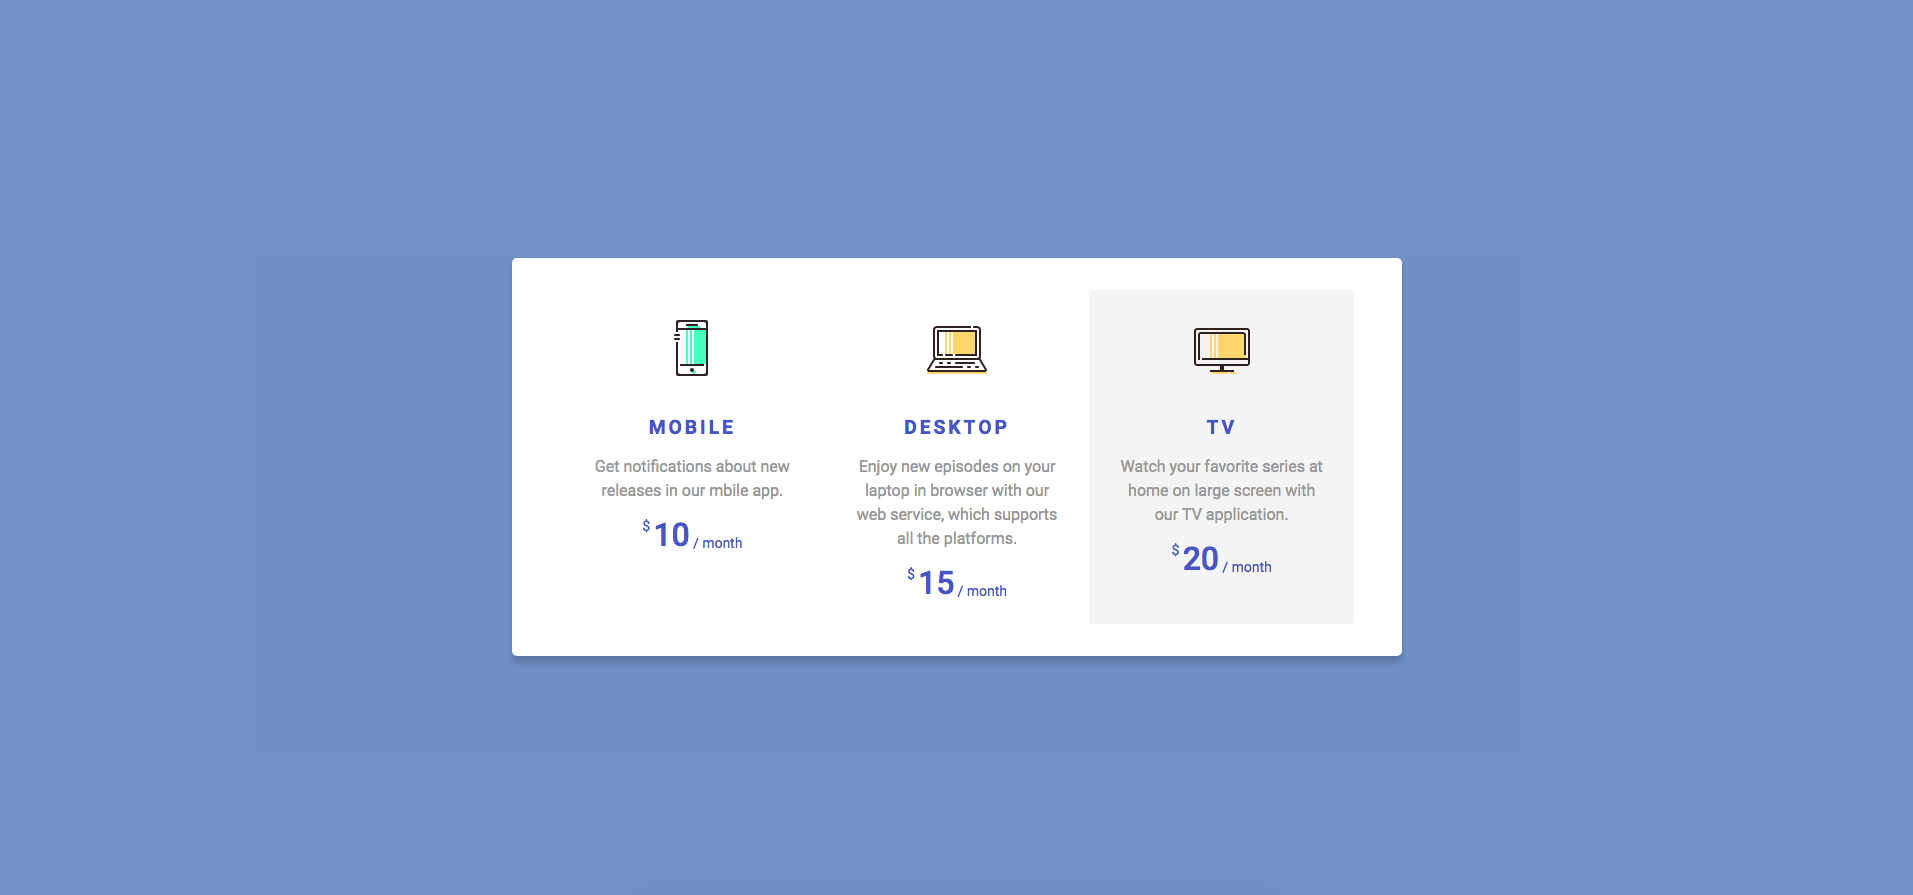 MOBILE
Get notifications about new
releases in our mbile app.
$ 10 / month
DESKTOP
Enjoy new episodes on your
laptop in browser with our
web service, which supports
all the platforms.
$ 15 / month
TV
Watch your favorite series at
home on large screen with
our TV application.
$ 20 / month